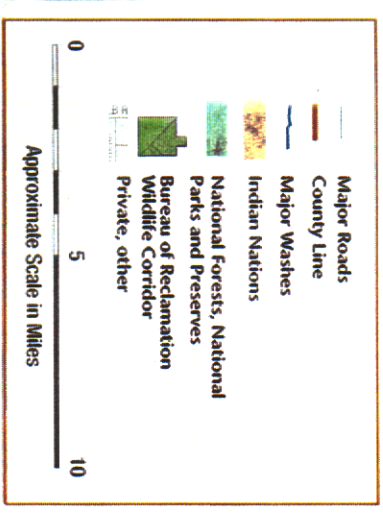 Major Roads
County Line
Major Washes
Indian Nations
National Forests, National
Parks and Preserves
Bureau of Reclamation
Wildlife Corridor
Private, other
0 5 10
Approximate Scale in Miles